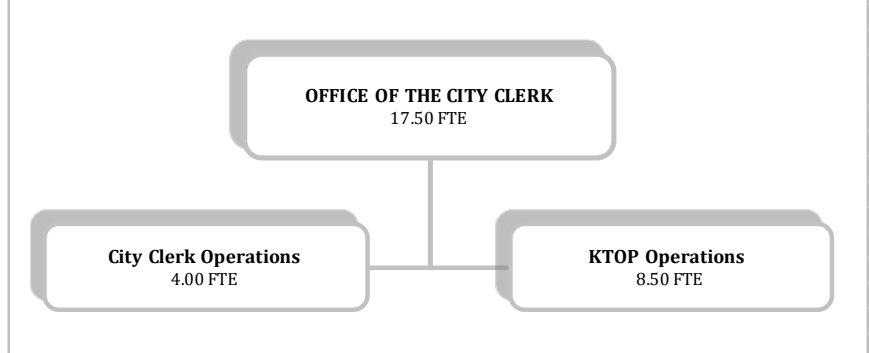 OFFICE OF THE CITY CLERK
17.50 FTE
City Clerk Operations
4.00 FTE
KTOP Operations
8.50 FTE